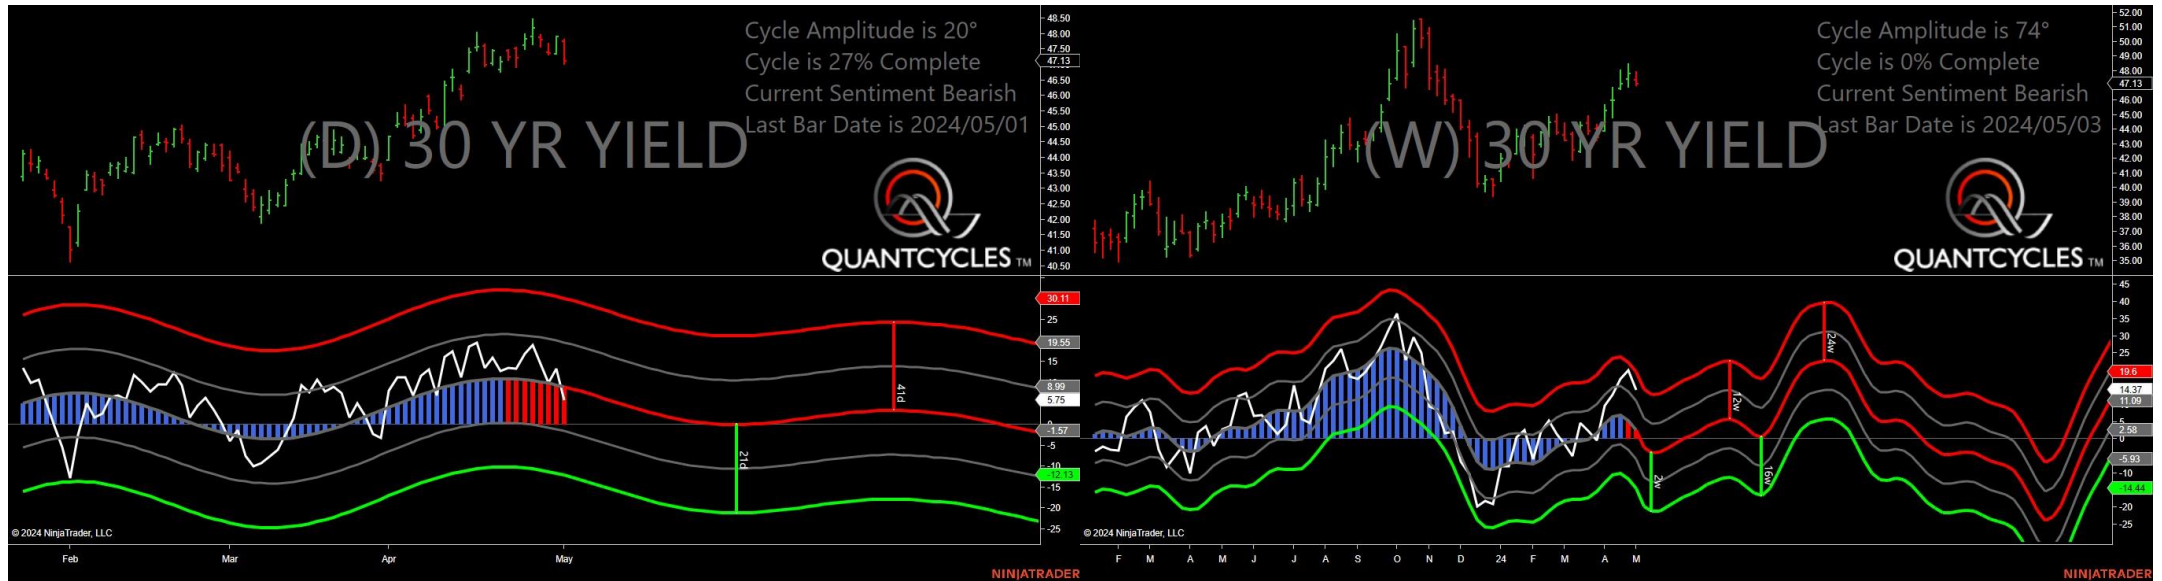 Cycle Amplitude is 20°
Cycle is 27% Complete
Current Sentiment Bearish
Last Bar Date is 2024/05/01
(D) 30 YR YIELD
QUANTCYCLES TM
48.50
48.00
47.50
47.13
46.50
46.00
45.50
45.00
44.50
44.00
43.50
43.00
42.50
42.00
41.50
41.00
40.50
30.11
25
19.55
15
8.99
5.75
-1.57
-5
-10
-12.13
-15
-20
-25
41d
21d
© 2024 NinjaTrader, LLC
Feb Mar Apr May
NINJATRADER
Cycle Amplitude is 74°
Cycle is 0% Complete
Current Sentiment Bearish
Last Bar Date is 2024/05/03
(W) 30 YR YIELD
QUANTCYCLES TM
52.00
51.00
50.00
49.00
48.00
47.13
46.00
45.00
44.00
43.00
42.00
41.00
40.00
39.00
38.00
37.00
36.00
35.00
45
40
35
30
25
19.6
14.37
11.09
5
2.58
0
-5.93
-10
-14.44
-20
-25
24w
12w
2w
16w
© 2024 NinjaTrader, LLC
F M A M J J A S O N D 24 F M A M
NINJATRADER